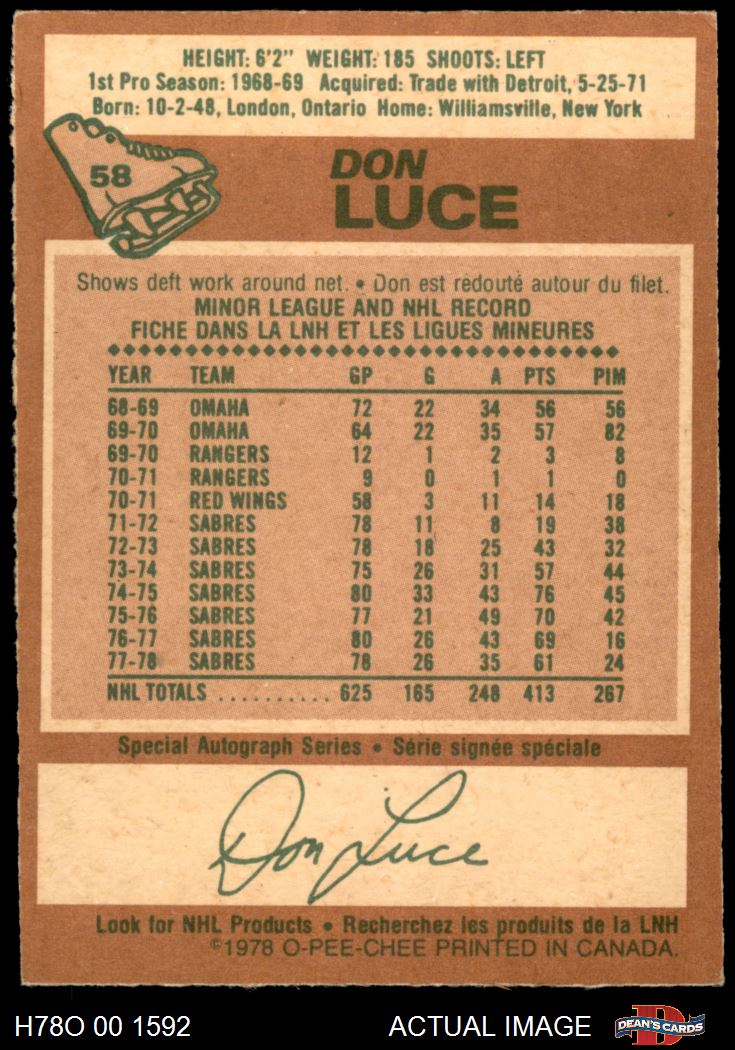 HEIGHT: 6'2" WEIGHT: 185 SHOOTS: LEFT
1st Pro Season: 1968-69 Acquired: Trade with Detroit, 5-25-71
Born: 10-2-48, London, Ontario Home: Williamsville, New York
58
DON
LUCE
Shows deft work around net. • Don est redouté autour du filet.
MINOR LEAGUE AND NHL RECORD
FICHE DANS LA LNH ET LES LIGUES MINEURES
YEAR TEAM GP G A PTS PIM
68-69 OMAHA 72 22 34 56 56
69-70 OMAHA 64 22 35 57 82
69-70 RANGERS 12 1 2 3 8
70-71 RANGERS 9 0 1 1 0
70-71 RED WINGS 58 3 11 14 18
71-72 SABRES 78 11 8 19 38
72-73 SABRES 78 18 25 43 32
73-74 SABRES 75 26 31 57 44
74-75 SABRES 80 33 43 76 45
75-76 SABRES 77 21 49 70 42
76-77 SABRES 80 26 43 69 16
77-78 SABRES 78 26 35 61 24
NHL TOTALS .......... 625 165 248 413 267
Special Autograph Series • Série signée spéciale
Don Luce
Look for NHL Products • Recherchez les produits de la LNH
©1978 O-PEE-CHEE PRINTED IN CANADA.
H78O 00 1592 ACTUAL IMAGE DEAN'S CARDS